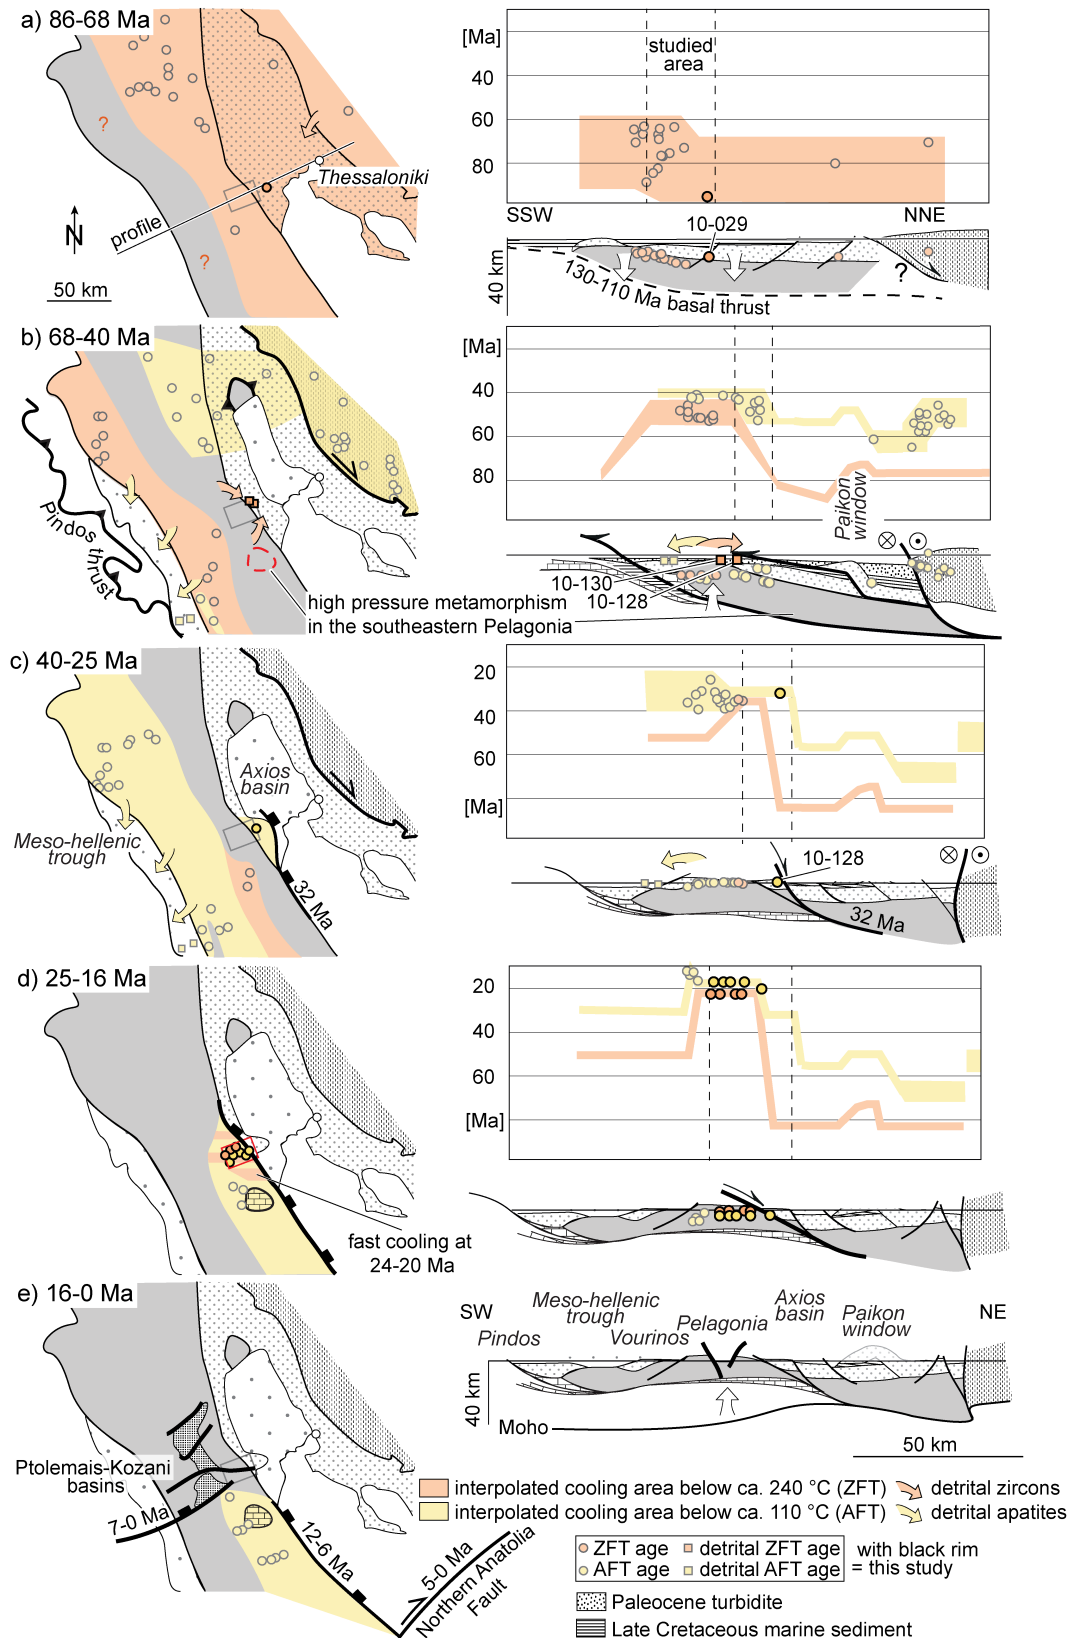 a) 86-68 Ma
?
?
N
profile
Thessaloniki
50 km
[Ma]
40
60
80
studied
area
SSW
NNE
10-029
40 km
130-110 Ma basal thrust
?
b) 68-40 Ma
Pindos thrust
high pressure metamorphism
in the southeastern Pelagonia
[Ma]
40
60
80
Paikon
window
10-130
10-128
c) 40-25 Ma
Axios
basin
Meso-hellenic
trough
32 Ma
20
40
60
[Ma]
10-128
32 Ma
d) 25-16 Ma
fast cooling at
24-20 Ma
20
40
60
[Ma]
e) 16-0 Ma
Ptolemais-Kozani
basins
7-0 Ma
12-6 Ma
5-0 Ma
Northern Anatolia
Fault
SW
NE
Meso-hellenic
trough
Pindos
Vourinos
Pelagonia
Axios
basin
Paikon
window
40 km
Moho
50 km
interpolated cooling area below ca. 240 °C (ZFT)
detrital zircons
interpolated cooling area below ca. 110 °C (AFT)
detrital apatites
ZFT age
detrital ZFT age
AFT age
detrital AFT age
with black rim
= this study
Paleocene turbidite
Late Cretaceous marine sediment